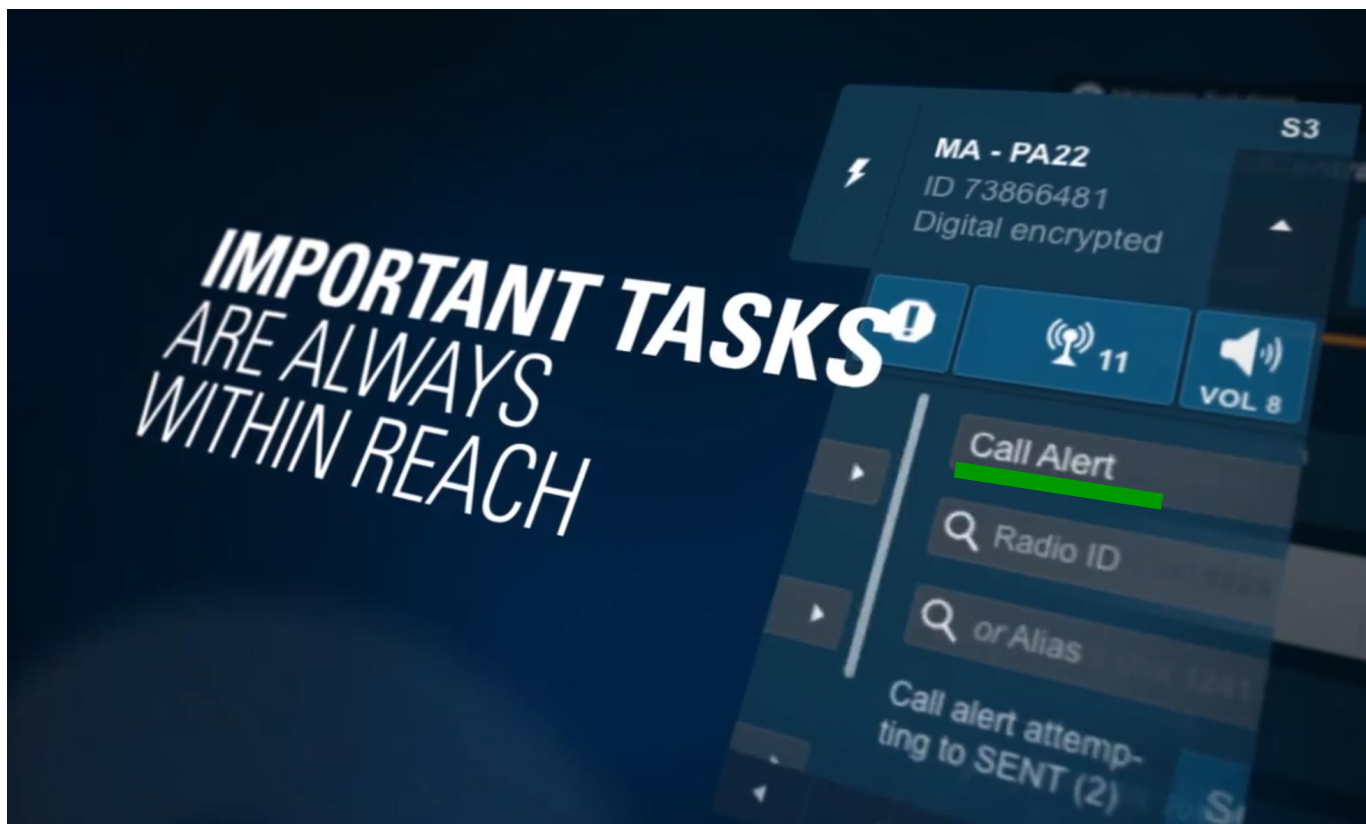 IMPORTANT TASKS
ARE ALWAYS
WITHIN REACH
S3
MA - PA22
ID 73866481
Digital encrypted
11
VOL 8
Call Alert
Radio ID
or Alias
Call alert attemp-
ting to SENT (2)